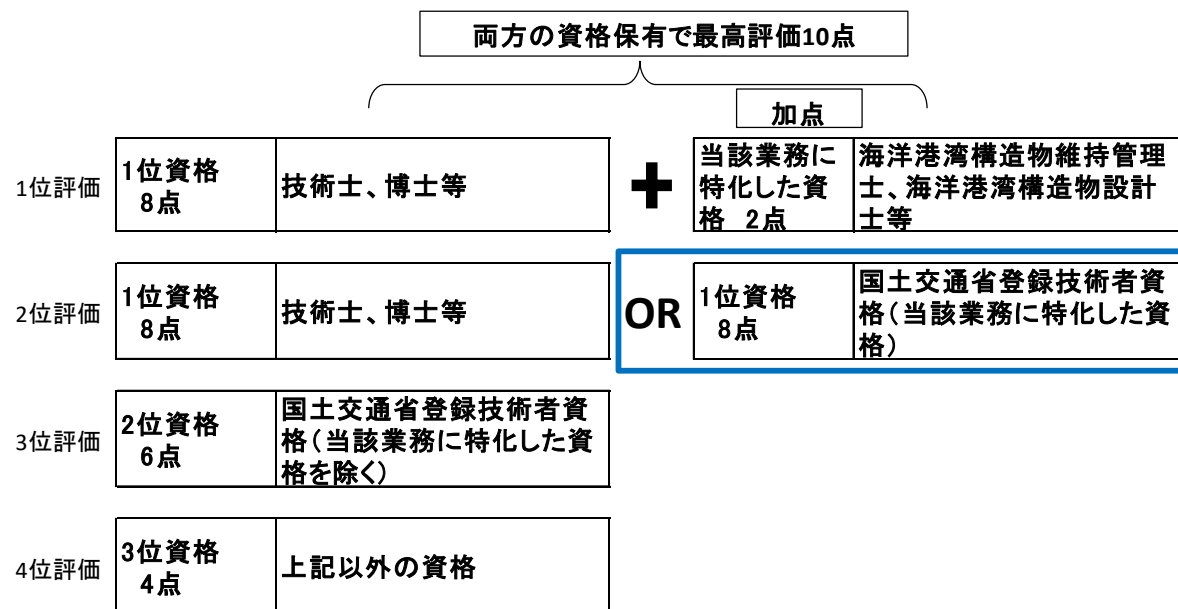 両方の資格保有で最高評価10点
加点
1位評価
1位資格
8点
技術士、博士等
+
当該業務に
特化した資
格 2点
海洋港湾構造物維持管理
士、海洋港湾構造物設計
士等
2位評価
1位資格
8点
技術士、博士等
OR
1位資格
8点
国土交通省登録技術者資
格(当該業務に特化した資
格)
3位評価
2位資格
6点
国土交通省登録技術者資
格(当該業務に特化した資
格を除く)
4位評価
3位資格
4点
上記以外の資格